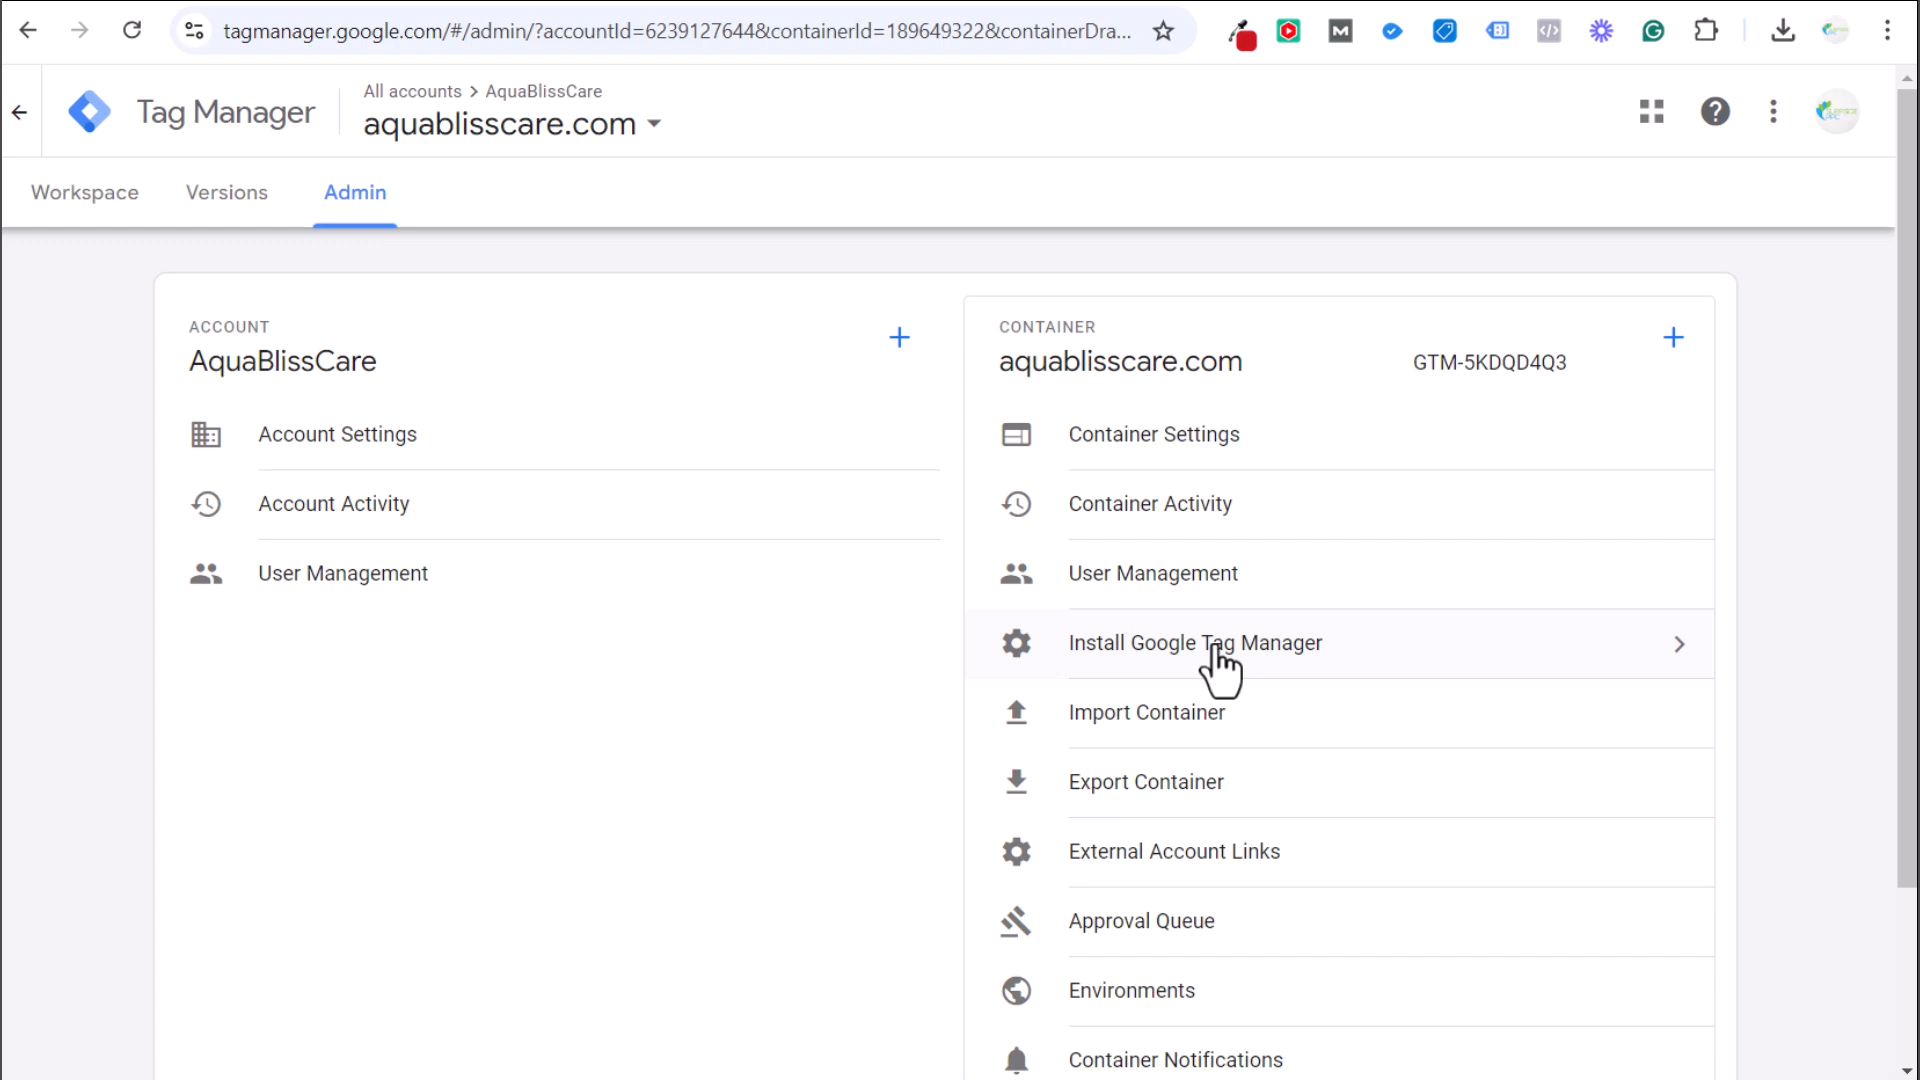 tagmanager.google.com/#/admin/?accountId=6239127644&containerId=189649322&containerDra...
Tag Manager
All accounts > AquaBlissCare
aquablisscare.com
Workspace
Versions
Admin
ACCOUNT
AquaBlissCare
Account Settings
Account Activity
User Management
CONTAINER
aquablisscare.com
GTM-5KDQD4Q3
Container Settings
Container Activity
User Management
Install Google Tag Manager
Import Container
Export Container
External Account Links
Approval Queue
Environments
Container Notifications